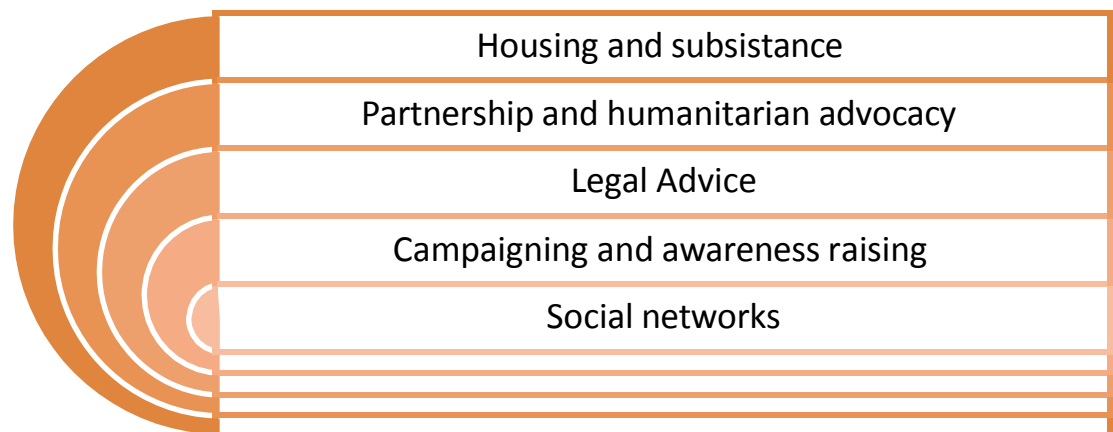 Housing and subsistance
Partnership and humanitarian advocacy
Legal Advice
Campaigning and awareness raising
Social networks